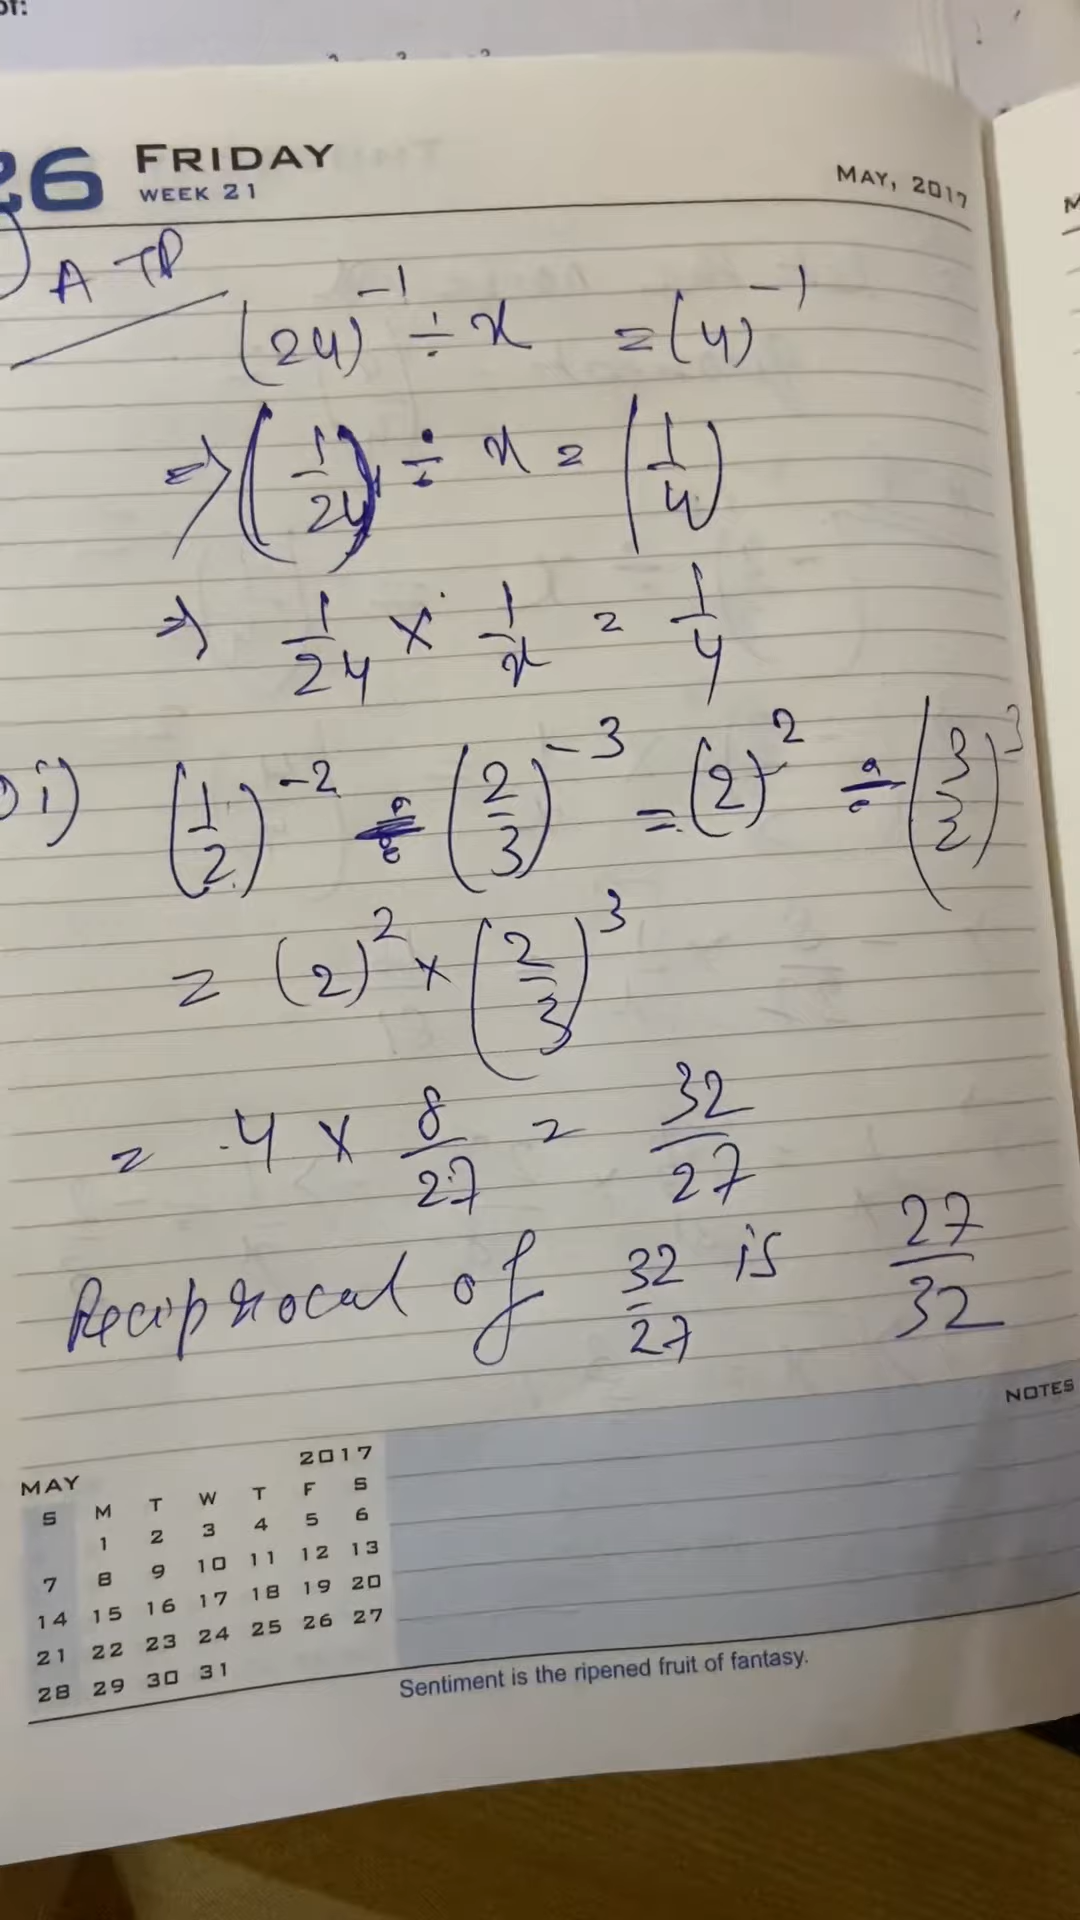 of:
26 FRIDAY
WEEK 21
MAY, 2017
A TP
(24)⁻¹ ÷ x = (4)⁻¹
⇒ (1/24) ÷ x = (1/4)
⇒ 1/24 × 1/x = 1/4
i) (1/2)⁻² ÷ (2/3)⁻³ = (2)² ÷ (3/2)³
= (2)² × (2/3)³
= 4 × 8/27 = 32/27
Reciprocal of 32/27 is 27/32
NOTES
MAY 2017
S M T W T F S
1 2 3 4 5 6
7 8 9 10 11 12 13
14 15 16 17 18 19 20
21 22 23 24 25 26 27
28 29 30 31
Sentiment is the ripened fruit of fantasy.